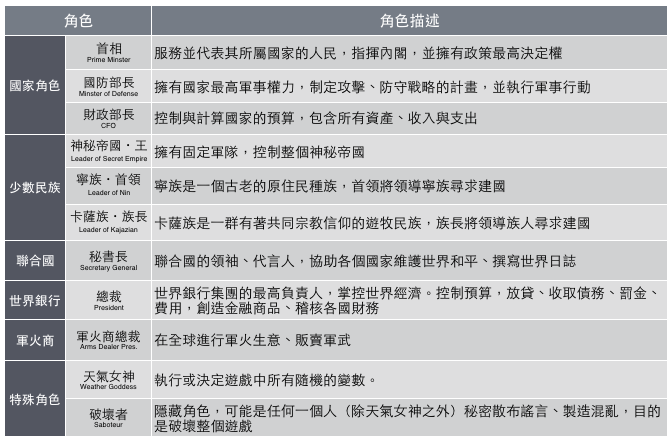 角色 角色描述
國家角色
首相
Prime Minster
服務並代表其所屬國家的人民，指揮內閣，並擁有政策最高決定權
國防部長
Minster of Defense
擁有國家最高軍事權力，制定攻擊、防守戰略的計畫，並執行軍事行動
財政部長
CFO
控制與計算國家的預算，包含所有資產、收入與支出
少數民族
神秘帝國・王
Leader of Secret Empire
擁有固定軍隊，控制整個神秘帝國
寧族・首領
Leader of Nin
寧族是一個古老的原住民種族，首領將領導寧族尋求建國
卡薩族・族長
Leader of Kajazian
卡薩族是一群有著共同宗教信仰的遊牧民族，族長將領導族人尋求建國
聯合國
秘書長
Secretary General
聯合國的領袖、代言人，協助各個國家維護世界和平、撰寫世界日誌
世界銀行
總裁
President
世界銀行集團的最高負責人，掌控世界經濟。控制預算，放貸、收取債務、罰金、
費用，創造金融商品、稽核各國財務
軍火商
軍火商總裁
Arms Dealer Pres.
在全球進行軍火生意、販賣軍武
特殊角色
天氣女神
Weather Goddess
執行或決定遊戲中所有隨機的變數。
破壞者
Saboteur
隱藏角色，可能是任何一個人（除天氣女神之外）秘密散布謠言、製造混亂，目的
是破壞整個遊戲